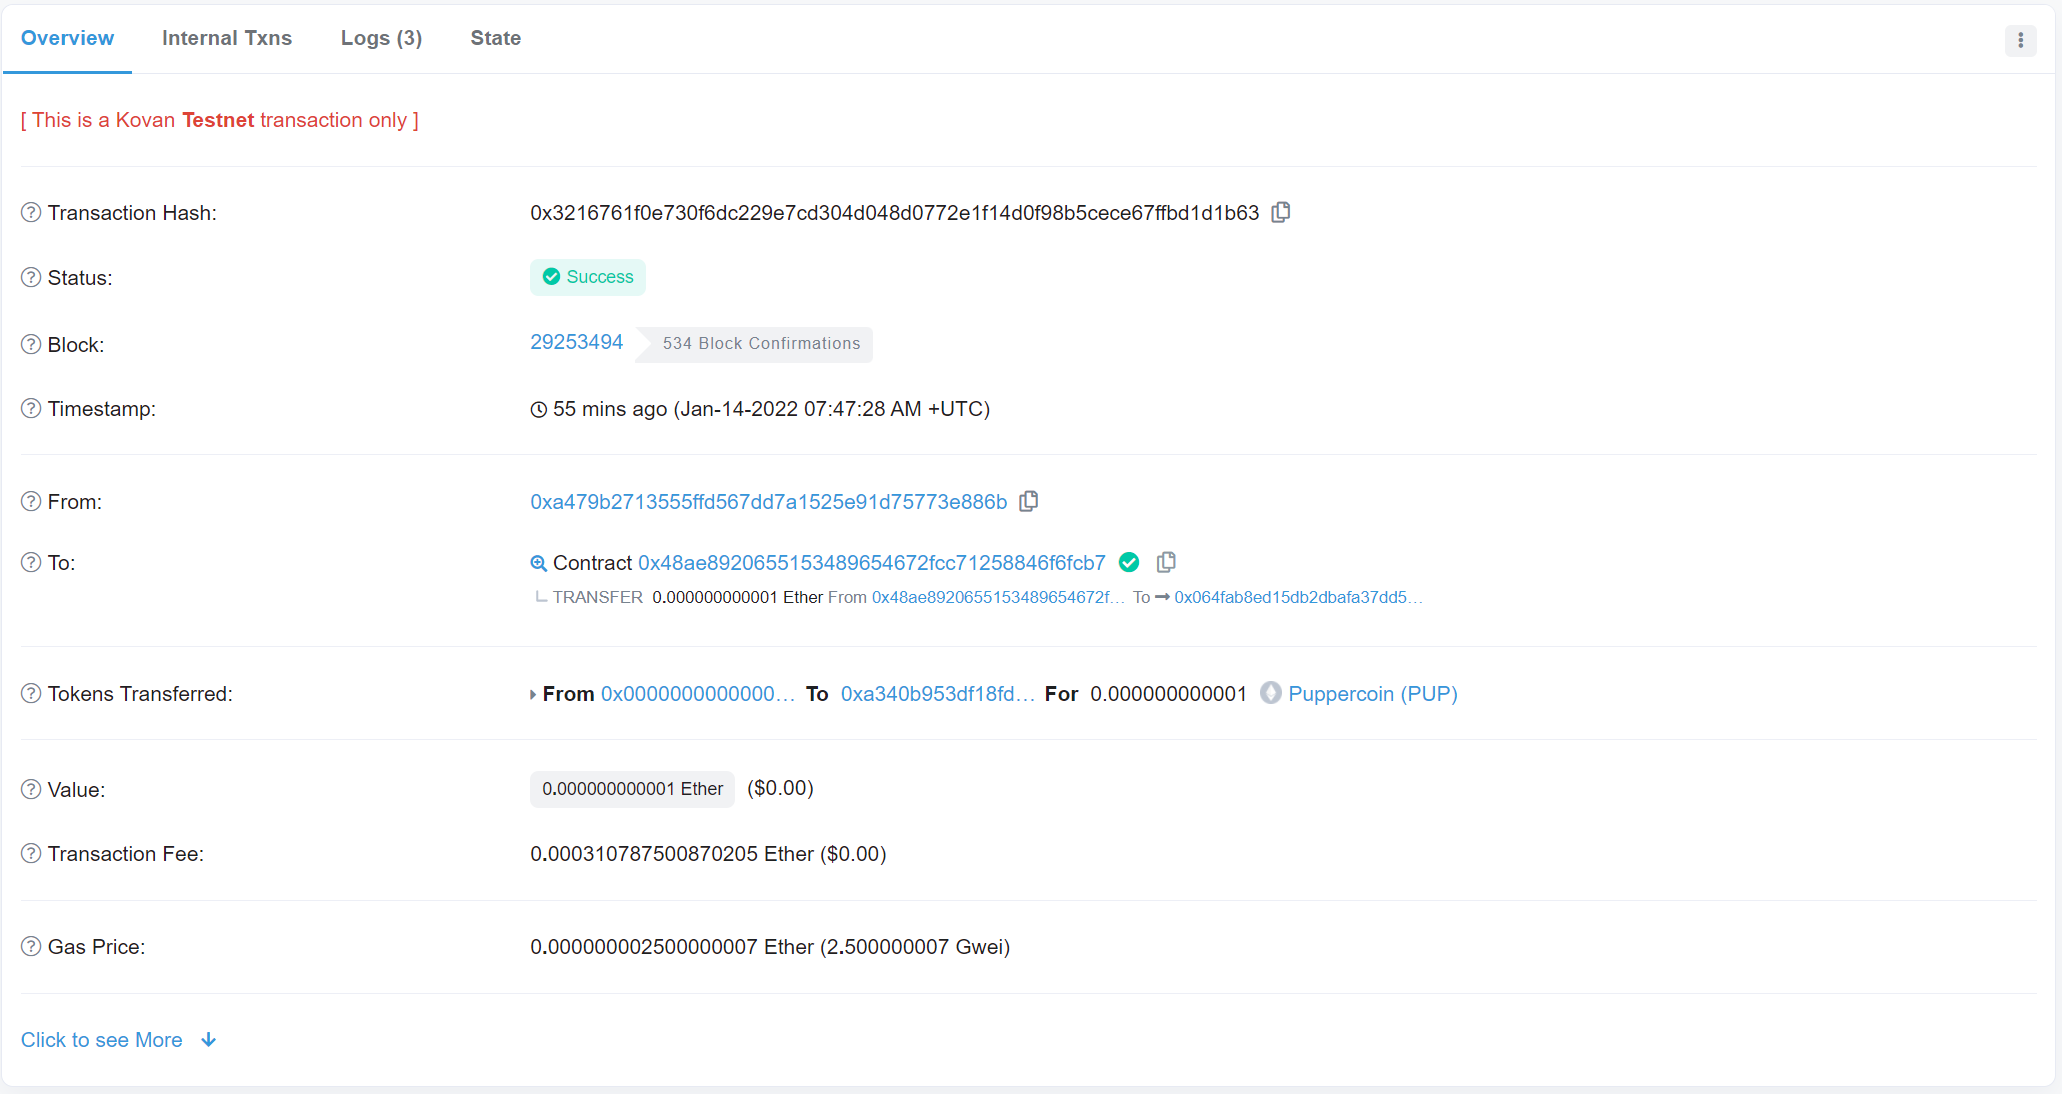 Overview Internal Txns Logs (3) State
[ This is a Kovan Testnet transaction only ]
Transaction Hash: 0x3216761f0e730f6dc229e7cd304d048d0772e1f14d0f98b5cece67ffbd1d1b63
Status: Success
Block: 29253494 534 Block Confirmations
Timestamp: 55 mins ago (Jan-14-2022 07:47:28 AM +UTC)
From: 0xa479b2713555ffd567dd7a1525e91d75773e886b
To: Contract 0x48ae8920655153489654672fcc71258846f6fcb7
TRANSFER 0.000000000001 Ether From 0x48ae8920655153489654672f... To 0x064fab8ed15db2dbafa37dd5...
Tokens Transferred: From 0x0000000000000... To 0xa340b953df18fd... For 0.000000000001 Puppercoin (PUP)
Value: 0.000000000001 Ether ($0.00)
Transaction Fee: 0.000310787500870205 Ether ($0.00)
Gas Price: 0.000000002500000007 Ether (2.500000007 Gwei)
Click to see More